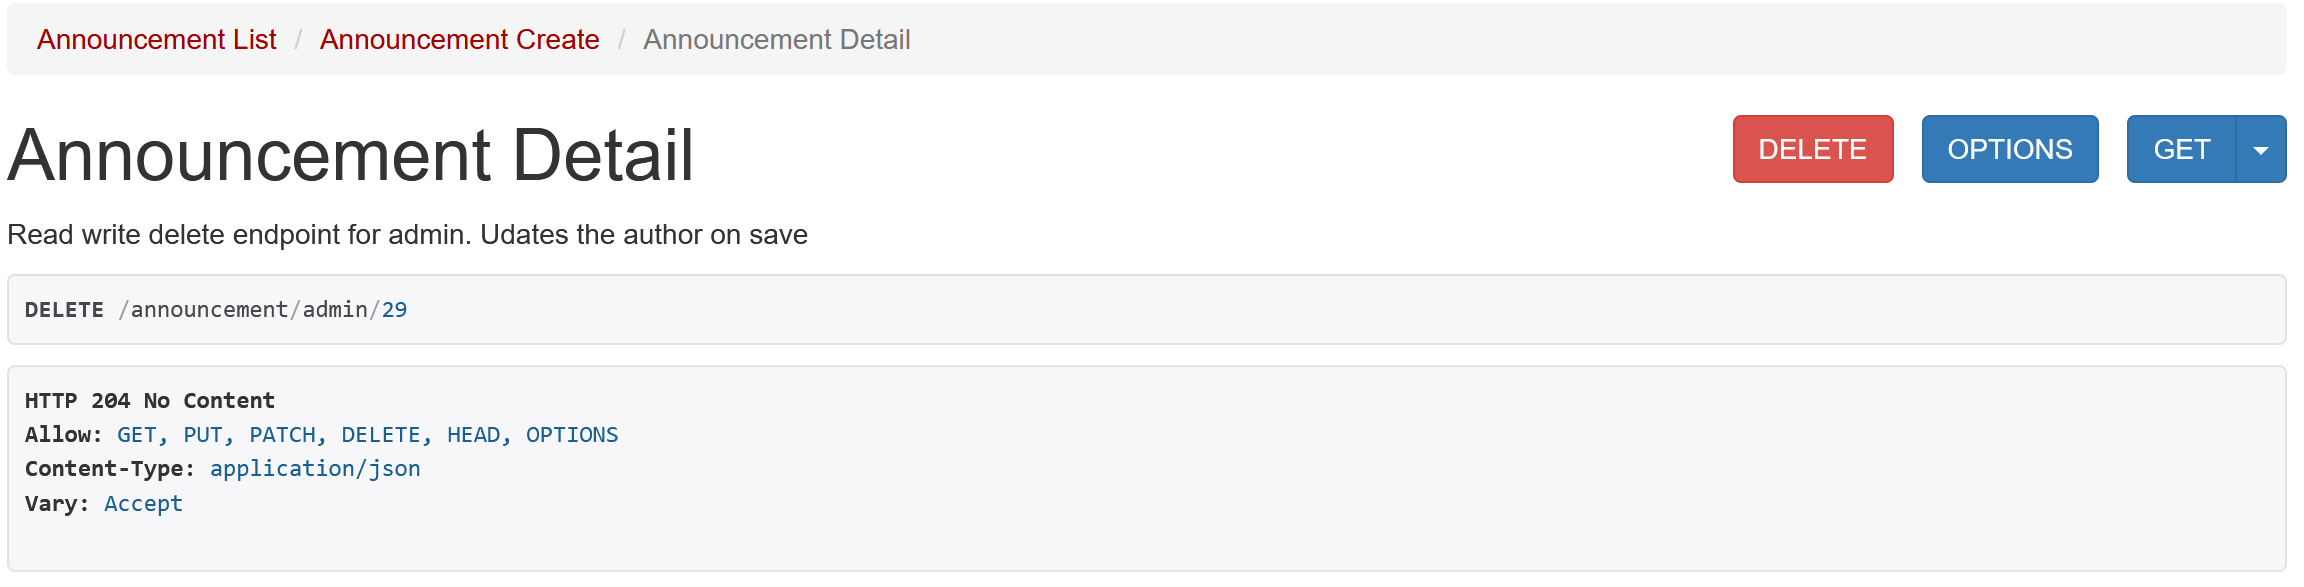 Announcement List / Announcement Create / Announcement Detail
Announcement Detail
DELETE
OPTIONS
GET
Read write delete endpoint for admin. Udates the author on save
DELETE /announcement/admin/29
HTTP 204 No Content
Allow: GET, PUT, PATCH, DELETE, HEAD, OPTIONS
Content-Type: application/json
Vary: Accept